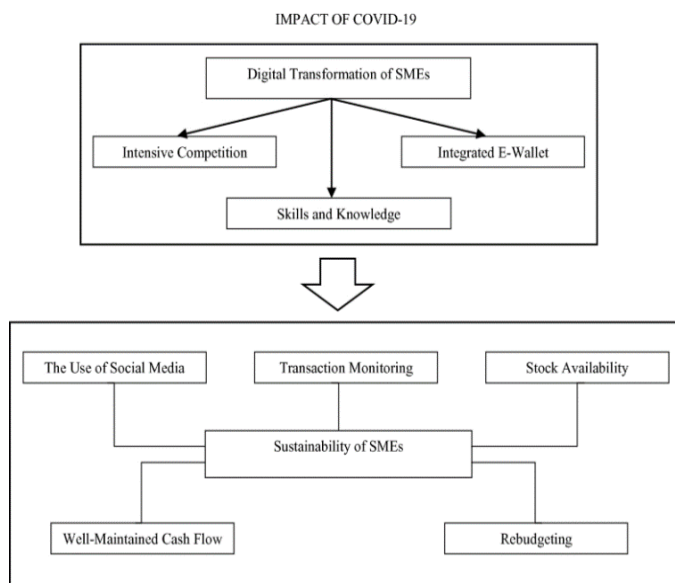 IMPACT OF COVID-19
Digital Transformation of SMEs
Intensive Competition
Integrated E-Wallet
Skills and Knowledge
The Use of Social Media
Transaction Monitoring
Stock Availability
Sustainability of SMEs
Well-Maintained Cash Flow
Rebudgeting